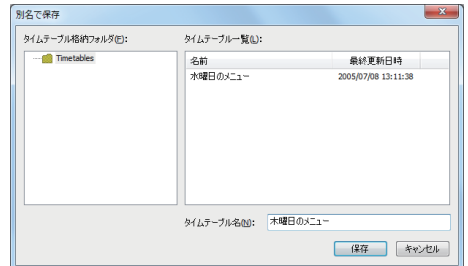 別名で保存
タイムテーブル格納フォルダ(F):
タイムテーブル一覧(L):
Timetables
名前 最終更新日時
水曜日のメニュー 2005/07/08 13:11:38
タイムテーブル名(N): 木曜日のメニュー
保存 キャンセル